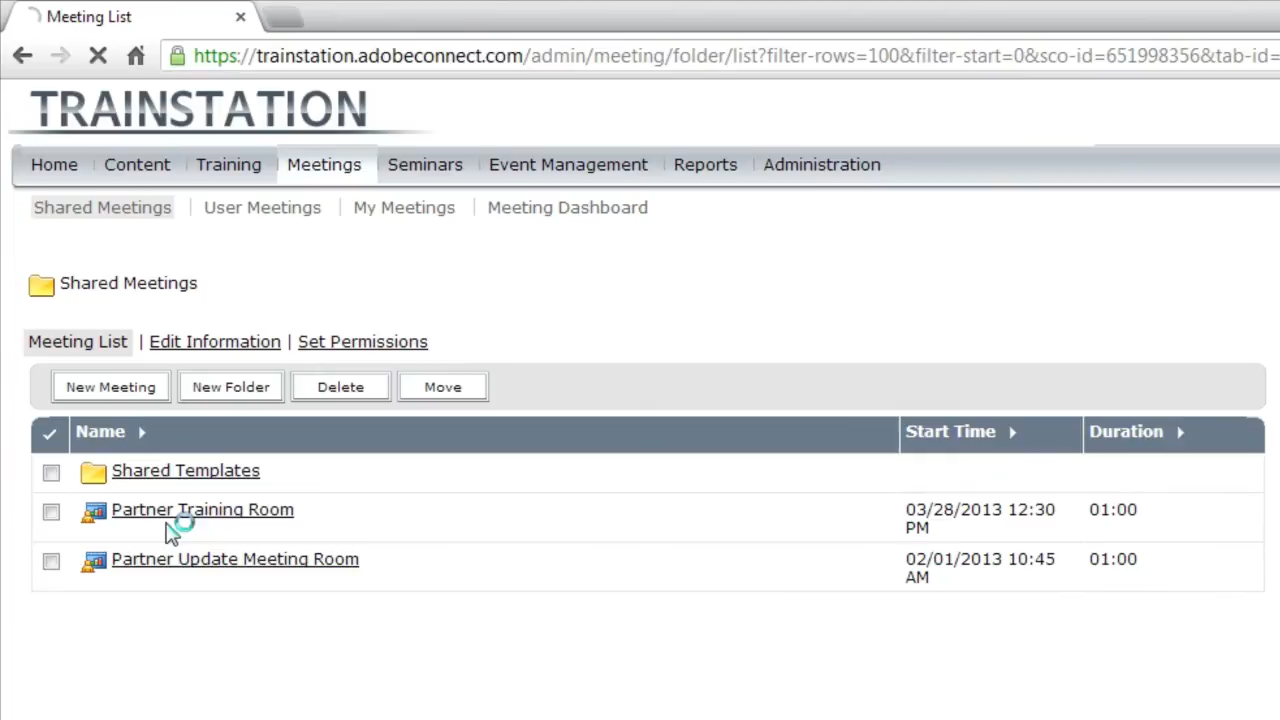 Meeting List
https://trainstation.adobeconnect.com/admin/meeting/folder/list?filter-rows=100&filter-start=0&sco-id=651998356&tab-id=
TRAINSTATION
Home Content Training Meetings Seminars Event Management Reports Administration
Shared Meetings | User Meetings | My Meetings | Meeting Dashboard
Shared Meetings
Meeting List | Edit Information | Set Permissions
New Meeting New Folder Delete Move
Name Start Time Duration
Shared Templates
Partner Training Room 03/28/2013 12:30 01:00
PM
Partner Update Meeting Room 02/01/2013 10:45 01:00
AM